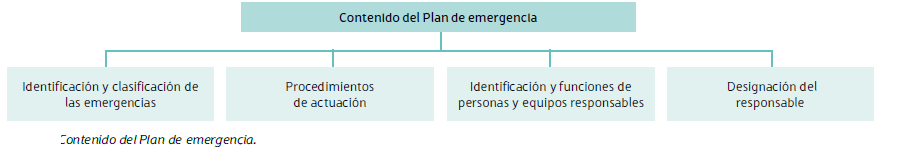 Contenido del Plan de emergencia
Identificación y clasificación de
las emergencias
Procedimientos
de actuación
Identificación y funciones de
personas y equipos responsables
Designación del
responsable
Contenido del Plan de emergencia.